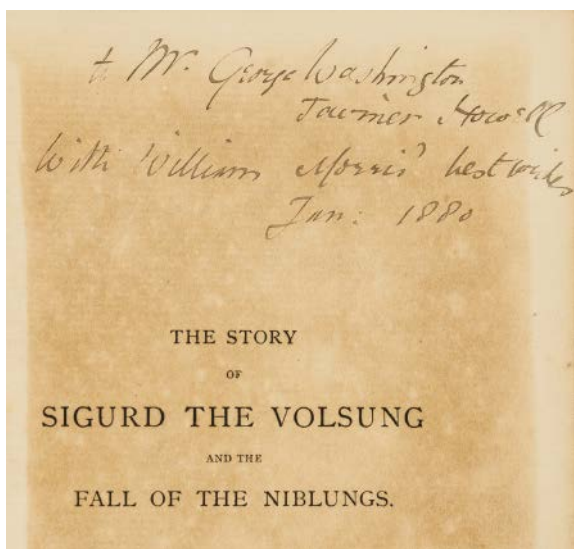 to Mr. George Washington
Howell
With William Morris' best wishes
Jan: 1880
THE STORY
OF
SIGURD THE VOLSUNG
AND THE
FALL OF THE NIBLUNGS.